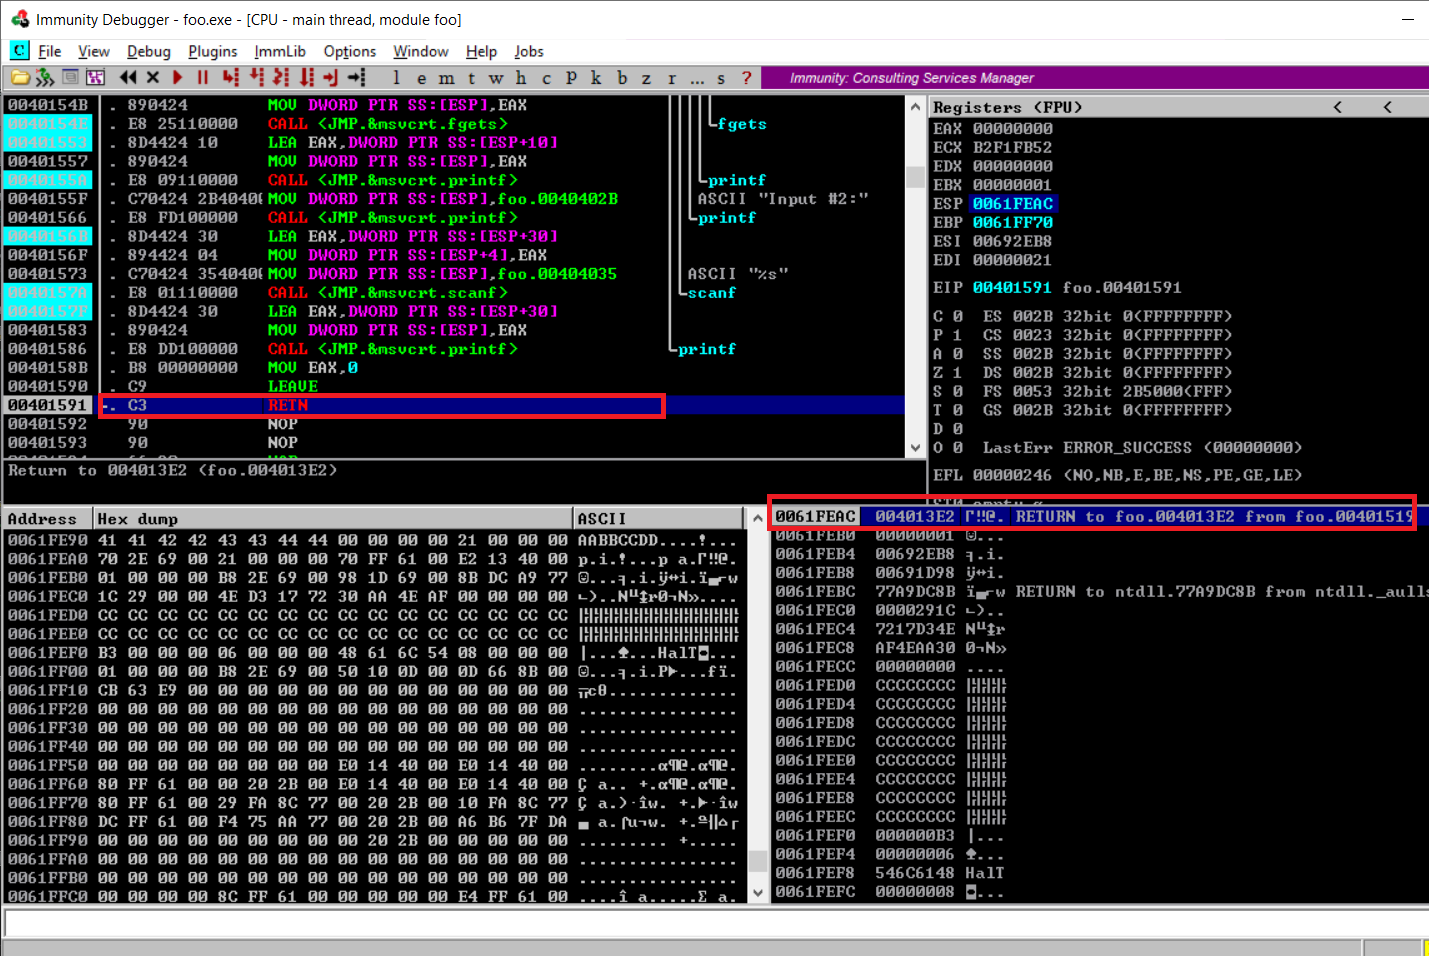 Immunity Debugger - foo.exe - [CPU - main thread, module foo]
C File View Debug Plugins ImmLib Options Window Help Jobs
l e m t w h c P k b z r ... s ? Immunity: Consulting Services Manager
0040154B . 890424 MOV DWORD PTR SS:[ESP],EAX
0040154E . E8 25110000 CALL <JMP.&msvcrt.fgets> fgets
00401553 . 8D4424 10 LEA EAX,DWORD PTR SS:[ESP+10]
00401557 . 890424 MOV DWORD PTR SS:[ESP],EAX
0040155A . E8 09110000 CALL <JMP.&msvcrt.printf> printf
0040155F . C70424 2B404000 MOV DWORD PTR SS:[ESP],foo.0040402B ASCII "Input #2:"
00401566 . E8 FD100000 CALL <JMP.&msvcrt.printf> printf
0040156B . 8D4424 30 LEA EAX,DWORD PTR SS:[ESP+30]
0040156F . 894424 04 MOV DWORD PTR SS:[ESP+4],EAX
00401573 . C70424 35404000 MOV DWORD PTR SS:[ESP],foo.00404035 ASCII "%s"
0040157A . E8 01110000 CALL <JMP.&msvcrt.scanf> scanf
0040157F . 8D4424 30 LEA EAX,DWORD PTR SS:[ESP+30]
00401583 . 890424 MOV DWORD PTR SS:[ESP],EAX
00401586 . E8 DD100000 CALL <JMP.&msvcrt.printf> printf
0040158B . B8 00000000 MOV EAX,0
00401590 . C9 LEAVE
00401591 . C3 RETN
00401592 90 NOP
00401593 90 NOP
Return to 004013E2 (foo.004013E2)
Registers (FPU) < <
EAX 00000000
ECX B2F1FB52
EDX 00000000
EBX 00000001
ESP 0061FEAC
EBP 0061FF70
ESI 00692EB8
EDI 00000021
EIP 00401591 foo.00401591
C 0 ES 002B 32bit 0(FFFFFFFF)
P 1 CS 0023 32bit 0(FFFFFFFF)
A 0 SS 002B 32bit 0(FFFFFFFF)
Z 1 DS 002B 32bit 0(FFFFFFFF)
S 0 FS 0053 32bit 2B5000(FFF)
T 0 GS 002B 32bit 0(FFFFFFFF)
D 0
O 0 LastErr ERROR_SUCCESS (00000000)
EFL 00000246 (NO,NB,E,BE,NS,PE,GE,LE)
Address Hex dump ASCII
0061FE90 41 41 42 42 43 43 44 44 00 00 00 00 21 00 00 00 AABBCCDD....!...
0061FEA0 70 2E 69 00 21 00 00 00 70 FF 61 00 E2 13 40 00
0061FEB0 01 00 00 00 B8 2E 69 00 98 1D 69 00 8B DC A9 77
0061FEC0 1C 29 00 00 4E D3 17 72 30 AA 4E AF 00 00 00 00
0061FED0 CC CC CC CC CC CC CC CC CC CC CC CC CC CC CC CC
0061FEE0 CC CC CC CC CC CC CC CC CC CC CC CC CC CC CC CC
0061FEF0 B3 00 00 00 06 00 00 00 48 61 6C 54 08 00 00 00 |...♠...HalT◘...
0061FF00 01 00 00 00 B8 2E 69 00 50 10 0D 00 0D 66 8B 00
0061FF10 CB 63 E9 00 00 00 00 00 00 00 00 00 00 00 00 00
0061FF20 00 00 00 00 00 00 00 00 00 00 00 00 00 00 00 00 ................
0061FF30 00 00 00 00 00 00 00 00 00 00 00 00 00 00 00 00 ................
0061FF40 00 00 00 00 00 00 00 00 00 00 00 00 00 00 00 00 ................
0061FF50 00 00 00 00 00 00 00 00 E0 14 40 00 E0 14 40 00 ........α¶@.α¶@.
0061FF60 80 FF 61 00 00 20 2B 00 E0 14 40 00 E0 14 40 00 Ç a.. +.α¶@.α¶@.
0061FF70 80 FF 61 00 29 FA 8C 77 00 20 2B 00 10 FA 8C 77 Ç a.)·îw. +.►·îw
0061FF80 DC FF 61 00 F4 75 AA 77 00 20 2B 00 A6 B6 7F DA
0061FF90 00 00 00 00 00 00 00 00 00 20 2B 00 00 00 00 00 .......... +.....
0061FFA0 00 00 00 00 00 00 00 00 00 00 00 00 00 00 00 00 ................
0061FFB0 00 00 00 00 00 00 00 00 00 00 00 00 00 00 00 00 ................
0061FFC0 00 00 00 00 8C FF 61 00 00 00 00 00 E4 FF 61 00 ....î a.....Σ a.
0061FEAC 004013E2 Γ‼@. RETURN to foo.004013E2 from foo.00401519
0061FEB0 00000001 ☺...
0061FEB4 00692EB8 ╕.i.
0061FEB8 00691D98 ÿ↔i.
0061FEBC 77A9DC8B ï▄⌐w RETURN to ntdll.77A9DC8B from ntdll._aulls
0061FEC0 0000291C ∟)..
0061FEC4 7217D34E
0061FEC8 AF4EAA30 0¬N»
0061FECC 00000000 ....
0061FED0 CCCCCCCC
0061FED4 CCCCCCCC
0061FED8 CCCCCCCC
0061FEDC CCCCCCCC
0061FEE0 CCCCCCCC
0061FEE4 CCCCCCCC
0061FEE8 CCCCCCCC
0061FEEC CCCCCCCC
0061FEF0 000000B3 |...
0061FEF4 00000006 ♠...
0061FEF8 546C6148 HalT
0061FEFC 00000008 ◘...